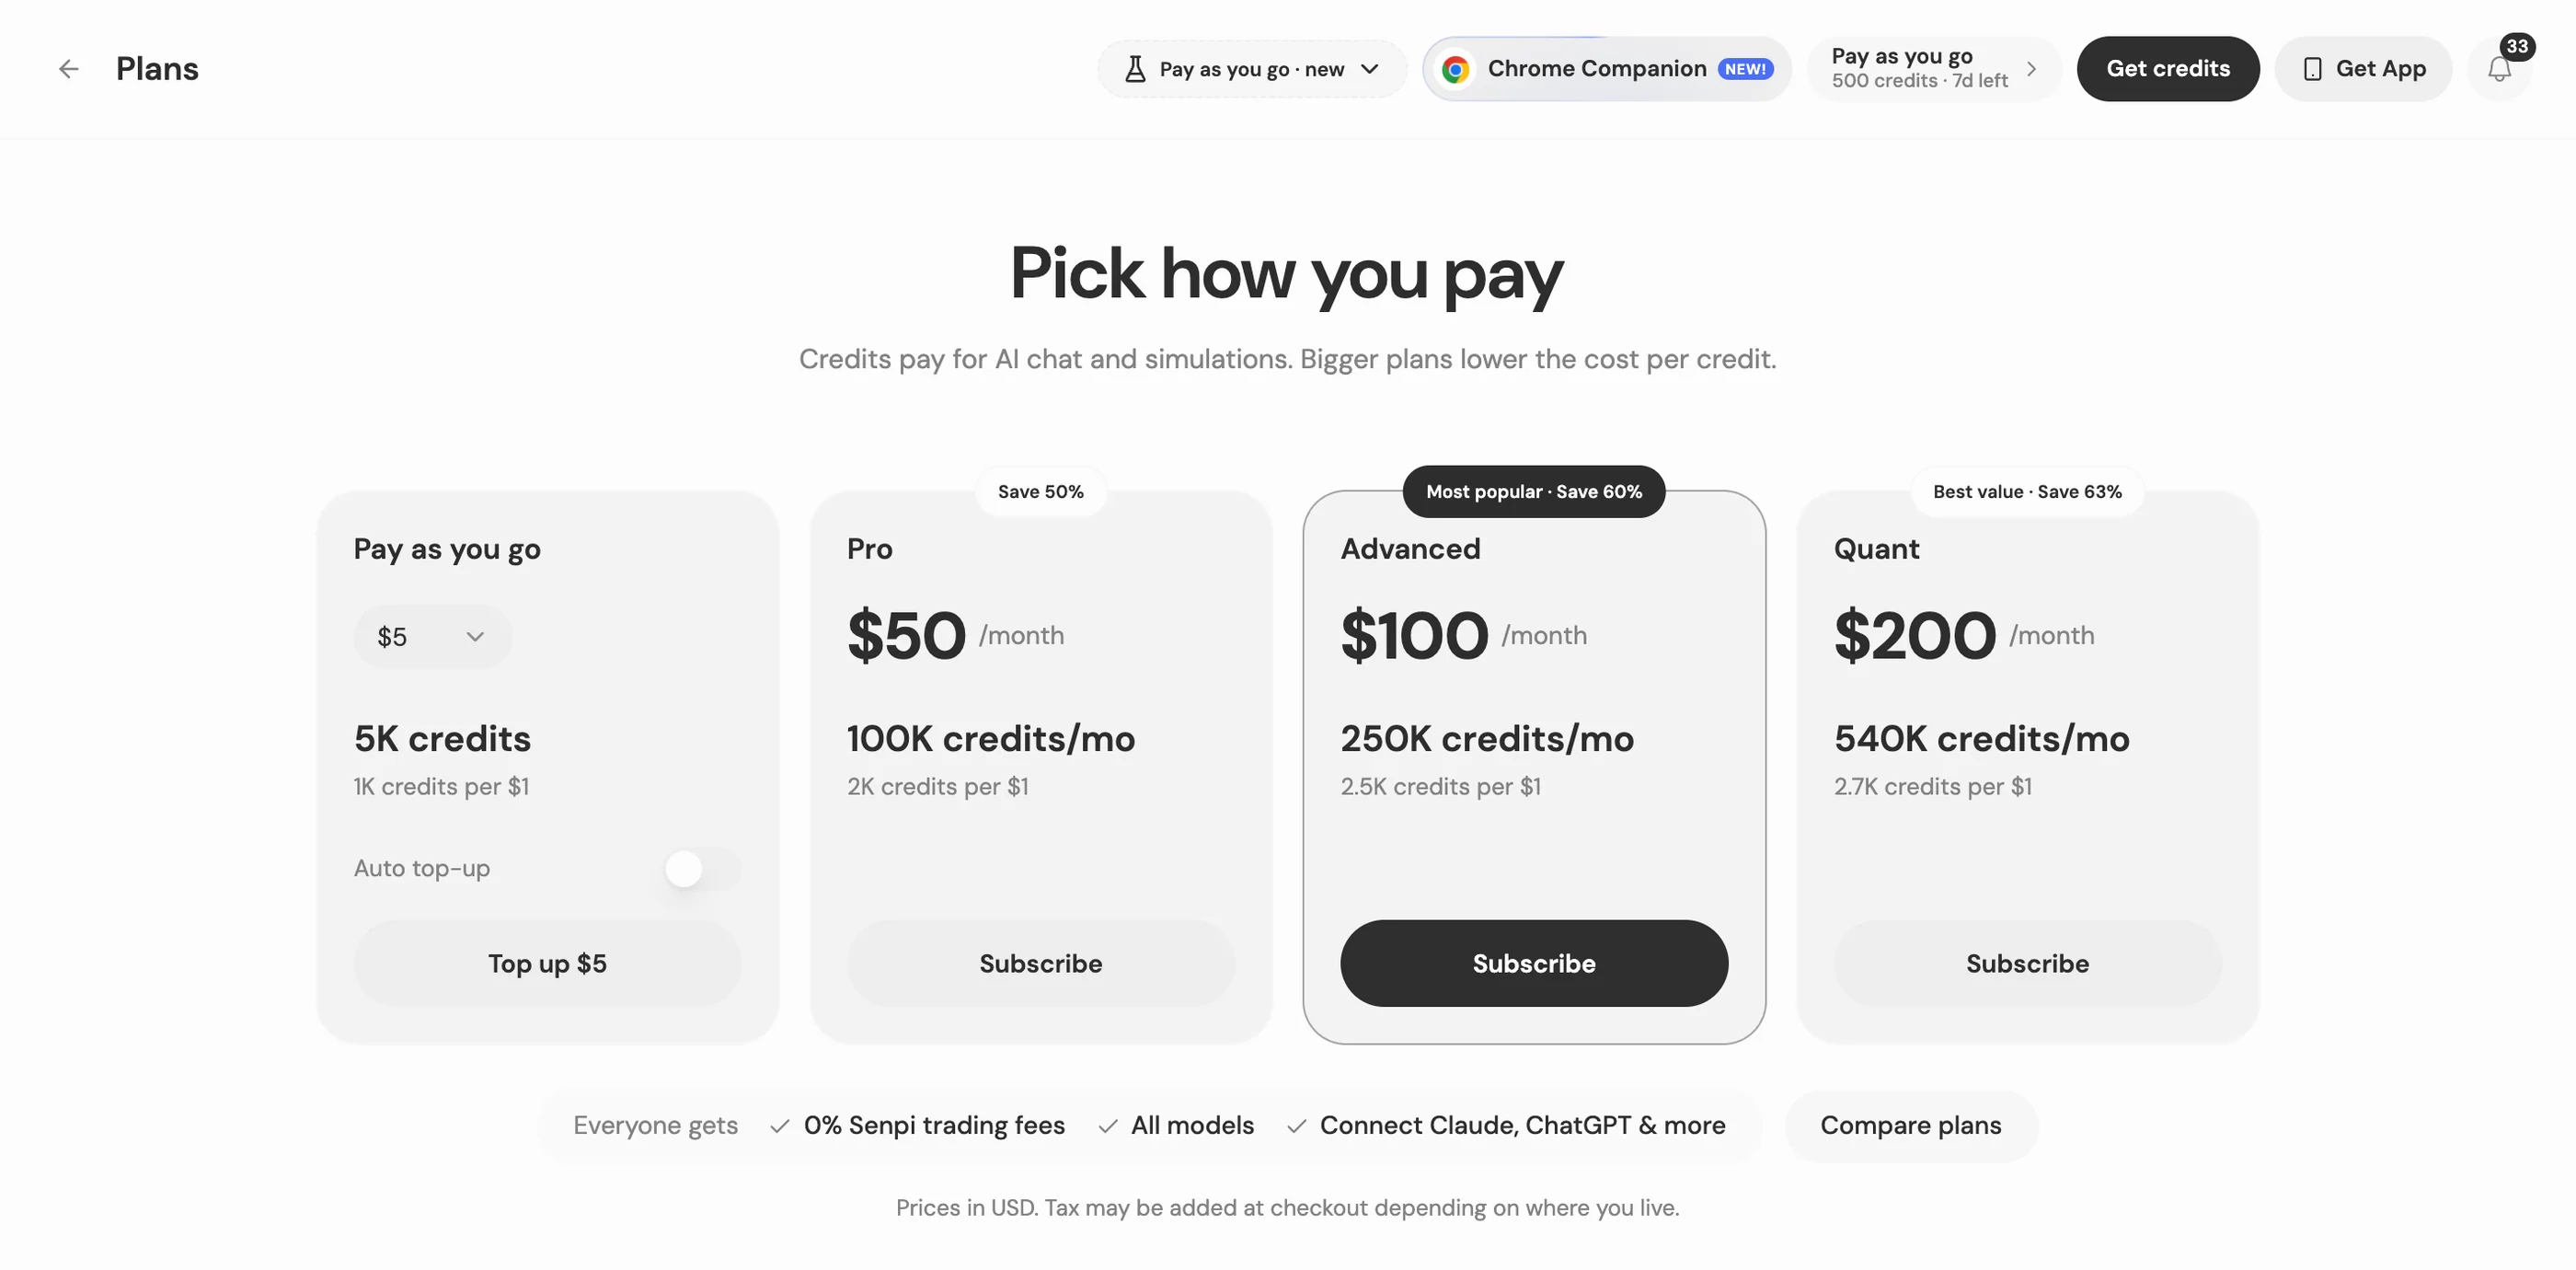 Plans
Pay as you go · new
Chrome Companion NEW!
Pay as you go
500 credits · 7d left
Get credits
Get App
33
Pick how you pay
Credits pay for AI chat and simulations. Bigger plans lower the cost per credit.
Pay as you go
$5
5K credits
1K credits per $1
Auto top-up
Top up $5
Save 50%
Pro
$50 /month
100K credits/mo
2K credits per $1
Subscribe
Most popular · Save 60%
Advanced
$100 /month
250K credits/mo
2.5K credits per $1
Subscribe
Best value · Save 63%
Quant
$200 /month
540K credits/mo
2.7K credits per $1
Subscribe
Everyone gets 0% Senpi trading fees All models Connect Claude, ChatGPT & more
Compare plans
Prices in USD. Tax may be added at checkout depending on where you live.